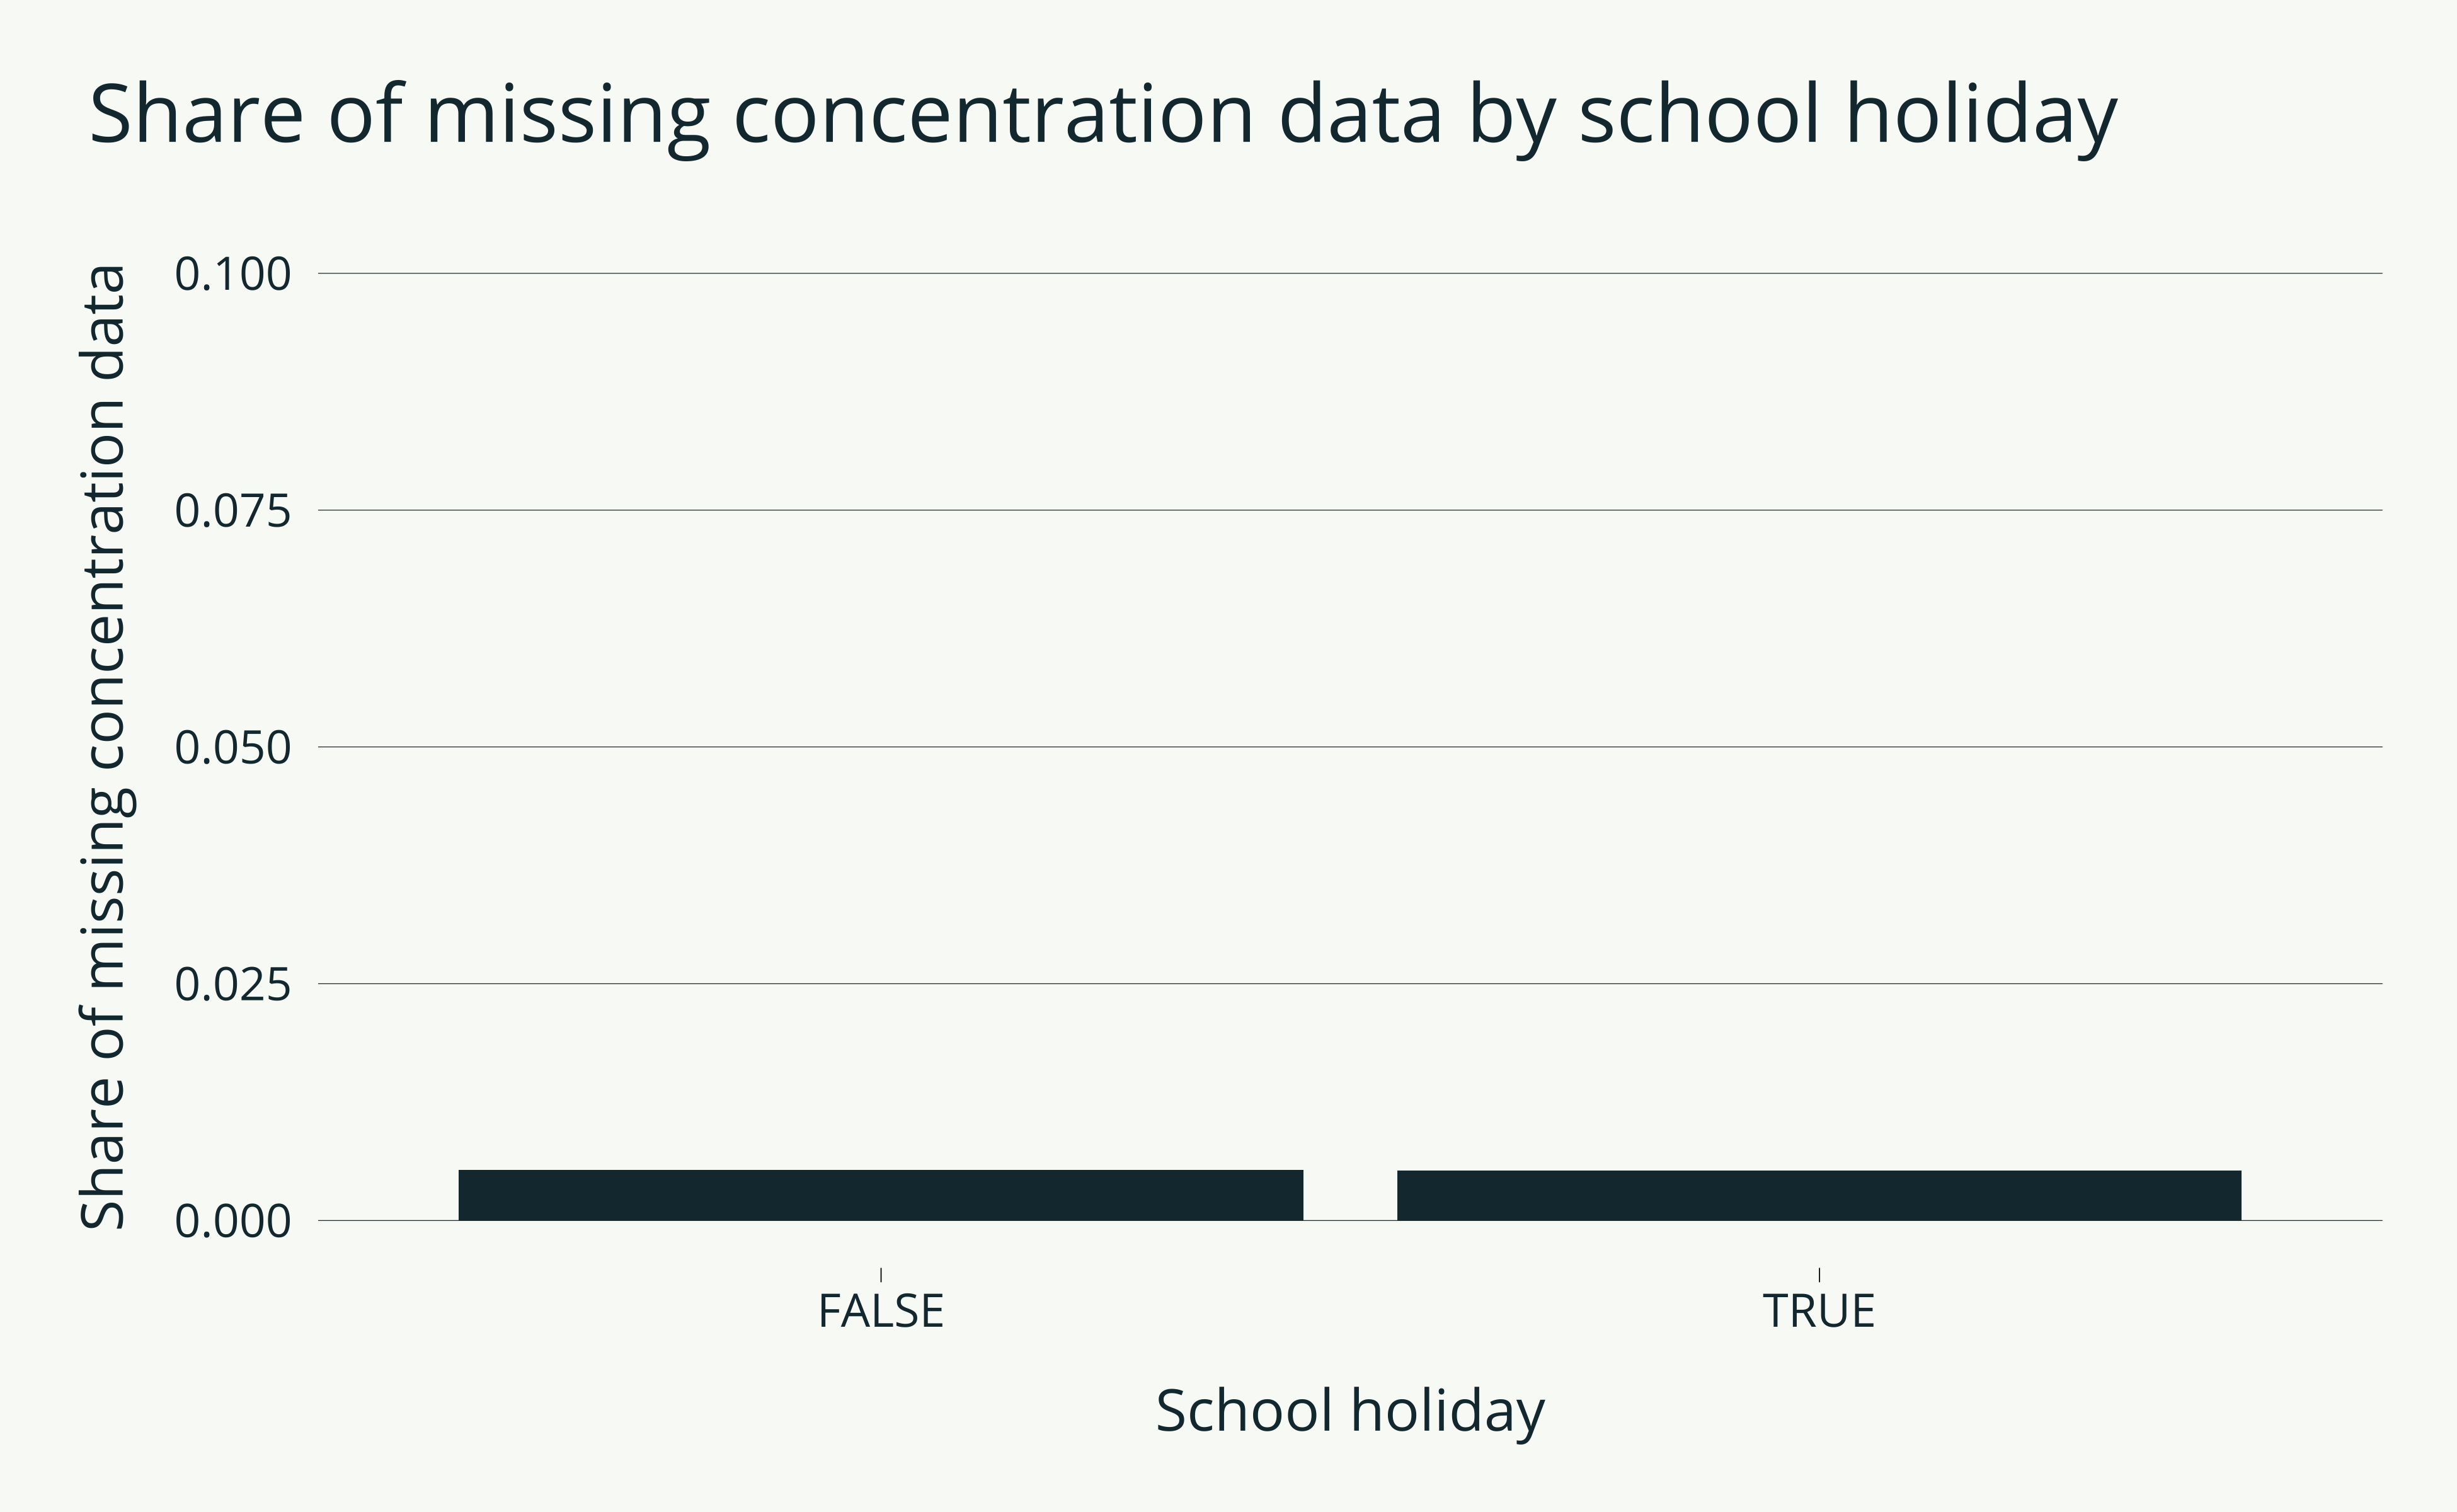 Share of missing concentration data by school holiday
Share of missing concentration data
0.100
0.075
0.050
0.025
0.000
FALSE
TRUE
School holiday